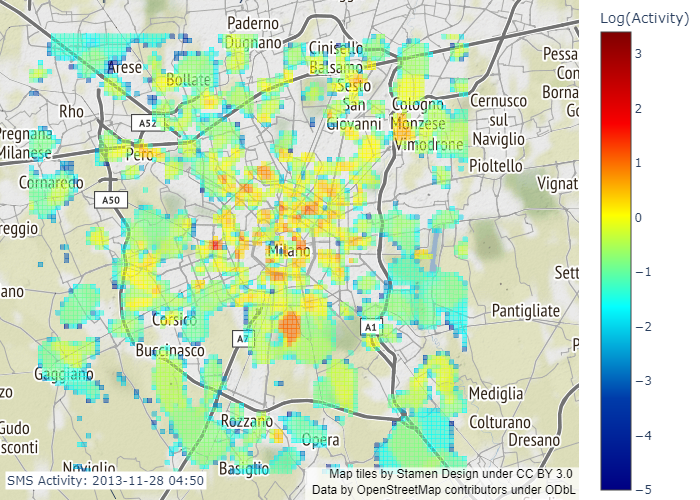 Log(Activity)
Paderno
Dugnano
Cinisello
Balsamo
Arese
Bollate
Sesto
San
Giovanni
Cologno
Monzese
Vimodrone
Cernusco
sul
Naviglio
Pioltello
Pessa
Con
Borna
Go
Rho
A52
Pregnana
Milanese
Pero
Cornaredo
A50
Vignat
reggio
Milano
Sett
ano
Pantigliate
Corsico
A7
A1
Buccinasco
P
Gaggiano
zo
Mediglia
Rozzano
Colturano
Gudo
sconti
Opera
Dresano
Noviglio
Basiglio
SMS Activity: 2013-11-28 04:50
Map tiles by Stamen Design under CC BY 3.0
Data by OpenStreetMap contributors under ODbL
3
2
1
0
−1
−2
−3
−4
−5